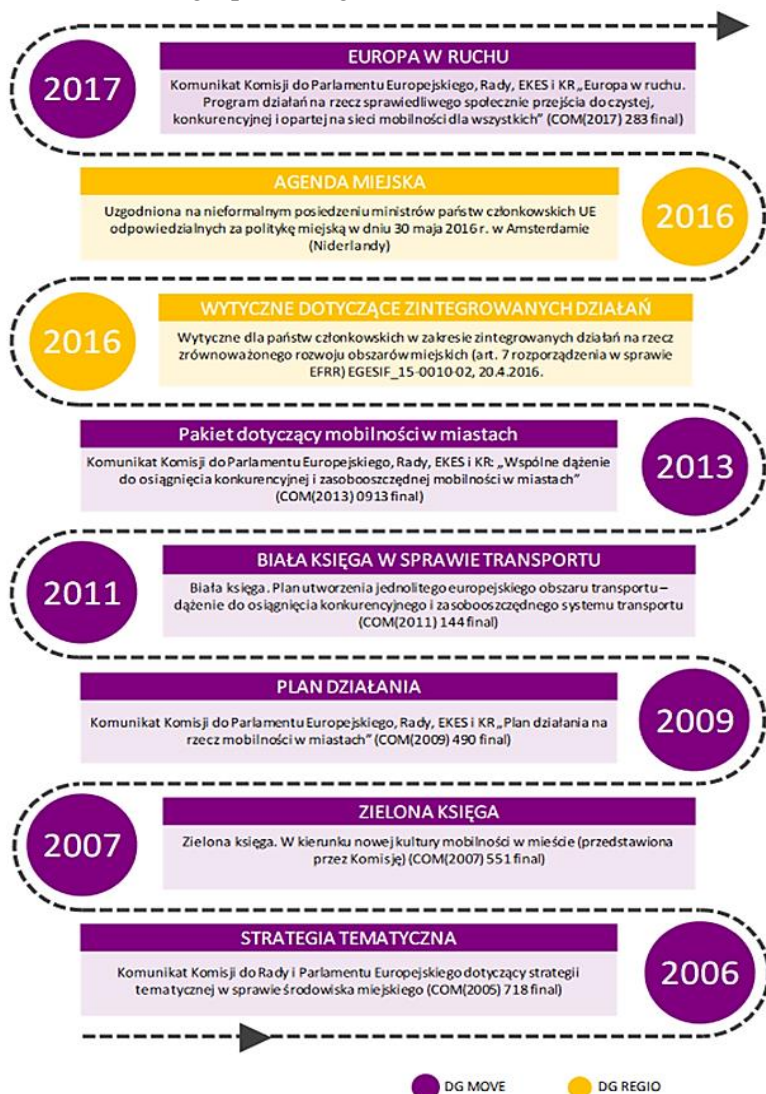 2017
EUROPA W RUCHU
Komunikat Komisji do Parlamentu Europejskiego, Rady, EKES i KR „Europa w ruchu.
Program działań na rzecz sprawiedliwego społecznie przejścia do czystej,
konkurencyjnej i opartej na sieci mobilności dla wszystkich” (COM(2017) 283 final)
AGENDA MIEJSKA
Uzgodniona na nieformalnym posiedzeniu ministrów państw członkowskich UE
odpowiedzialnych za politykę miejską w dniu 30 maja 2016 r. w Amsterdamie
(Niderlandy)
2016
2016
WYTYCZNE DOTYCZĄCE ZINTEGROWANYCH DZIAŁAŃ
Wytyczne dla państw członkowskich w zakresie zintegrowanych działań na rzecz
zrównoważonego rozwoju obszarów miejskich (art. 7 rozporządzenia w sprawie
EFRR) EGESIF_15-0010-02, 20.4.2016.
Pakiet dotyczący mobilności w miastach
Komunikat Komisji do Parlamentu Europejskiego, Rady, EKES i KR: „Wspólne dążenie
do osiągnięcia konkurencyjnej i zasobooszczędnej mobilności w miastach”
(COM(2013) 0913 final)
2013
2011
BIAŁA KSIĘGA W SPRAWIE TRANSPORTU
Biała księga. Plan utworzenia jednolitego europejskiego obszaru transportu –
dążenie do osiągnięcia konkurencyjnego i zasobooszczędnego systemu transportu
(COM(2011) 144 final)
PLAN DZIAŁANIA
Komunikat Komisji do Parlamentu Europejskiego, Rady, EKES i KR „Plan działania na
rzecz mobilności w miastach” (COM(2009) 490 final)
2009
2007
ZIELONA KSIĘGA
Zielona księga. W kierunku nowej kultury mobilności w mieście (przedstawiona
przez Komisję) (COM(2007) 551 final)
STRATEGIA TEMATYCZNA
Komunikat Komisji do Rady i Parlamentu Europejskiego dotyczący strategii
tematycznej w sprawie środowiska miejskiego (COM(2005) 718 final)
2006
DG MOVE
DG REGIO